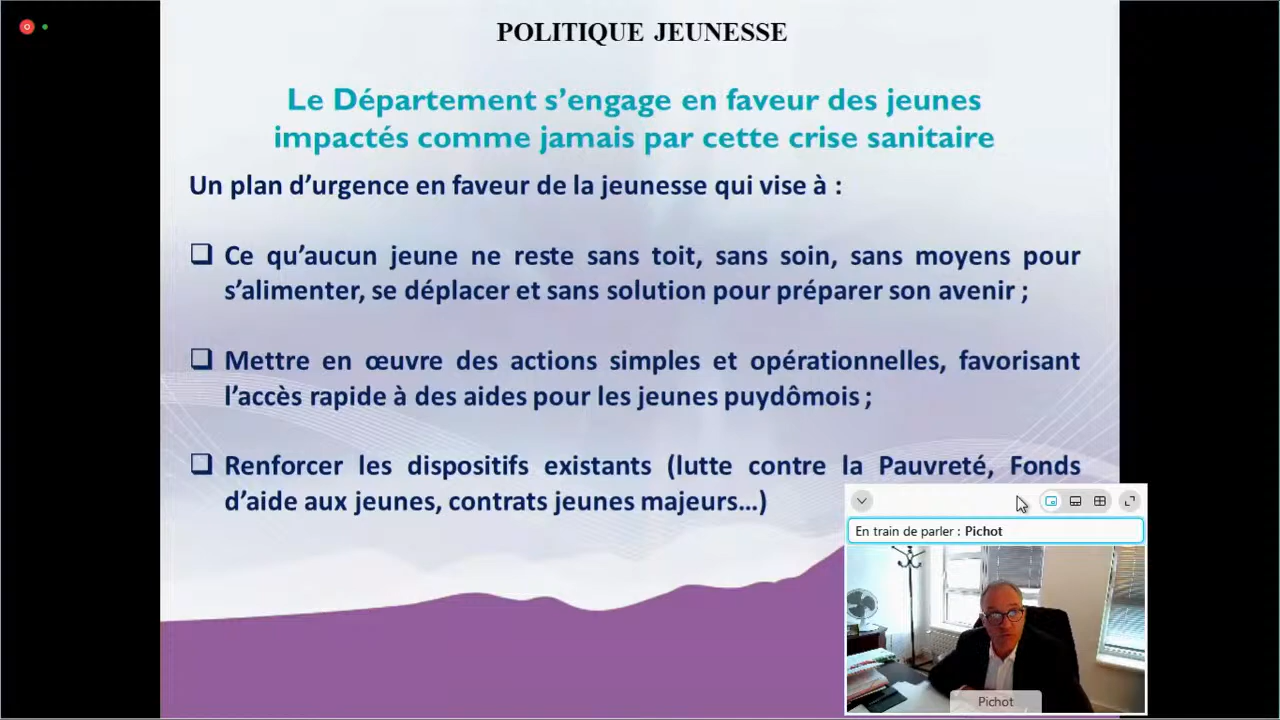 POLITIQUE JEUNESSE
Le Département s’engage en faveur des jeunes
impactés comme jamais par cette crise sanitaire
Un plan d’urgence en faveur de la jeunesse qui vise à :
Ce qu’aucun jeune ne reste sans toit, sans soin, sans moyens pour
s’alimenter, se déplacer et sans solution pour préparer son avenir ;
Mettre en œuvre des actions simples et opérationnelles, favorisant
l’accès rapide à des aides pour les jeunes puydômois ;
Renforcer les dispositifs existants (lutte contre la Pauvreté, Fonds
d’aide aux jeunes, contrats jeunes majeurs…)
En train de parler : Pichot
Pichot